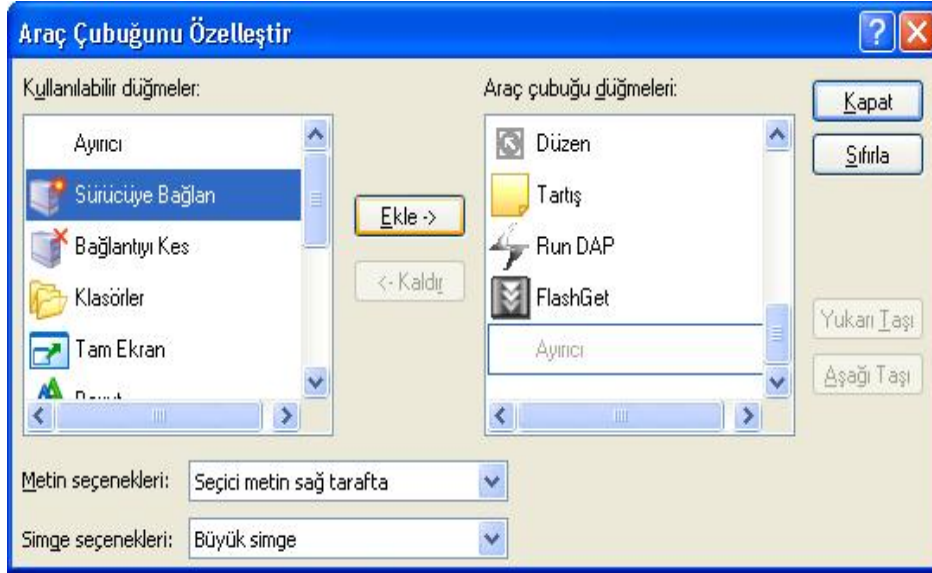 Araç Çubuğunu Özelleştir
Kullanılabilir düğmeler:
Ayırıcı
Sürücüye Bağlan
Bağlantıyı Kes
Klasörler
Tam Ekran
Ekle ->
<- Kaldır
Araç çubuğu düğmeleri:
Düzen
Tartış
Run DAP
FlashGet
Ayırıcı
Kapat
Sıfırla
Yukarı Taşı
Aşağı Taşı
Metin seçenekleri: Seçici metin sağ tarafta
Simge seçenekleri: Büyük simge